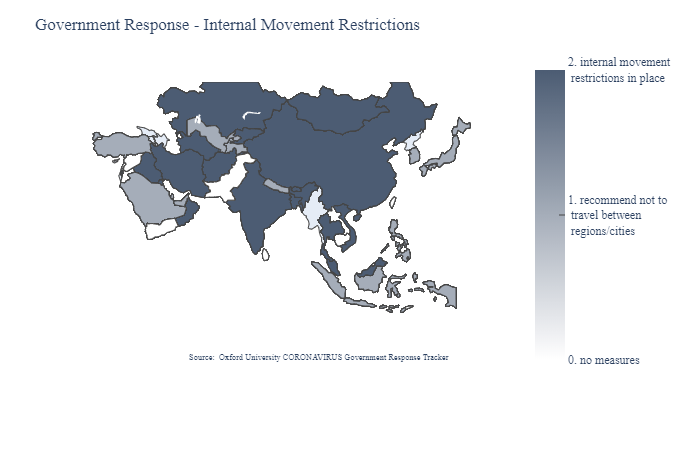 Government Response - Internal Movement Restrictions
2. internal movement
restrictions in place
1. recommend not to
travel between
regions/cities
0. no measures
Source: Oxford University CORONAVIRUS Government Response Tracker